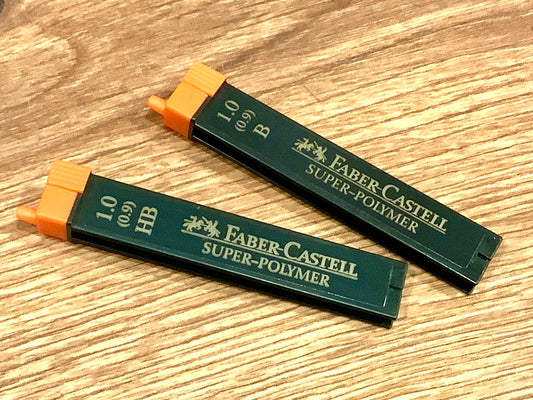 1.0
(0.9)
B
FABER-CASTELL
SUPER-POLYMER
1.0
(0.9)
HB
FABER-CASTELL
SUPER-POLYMER